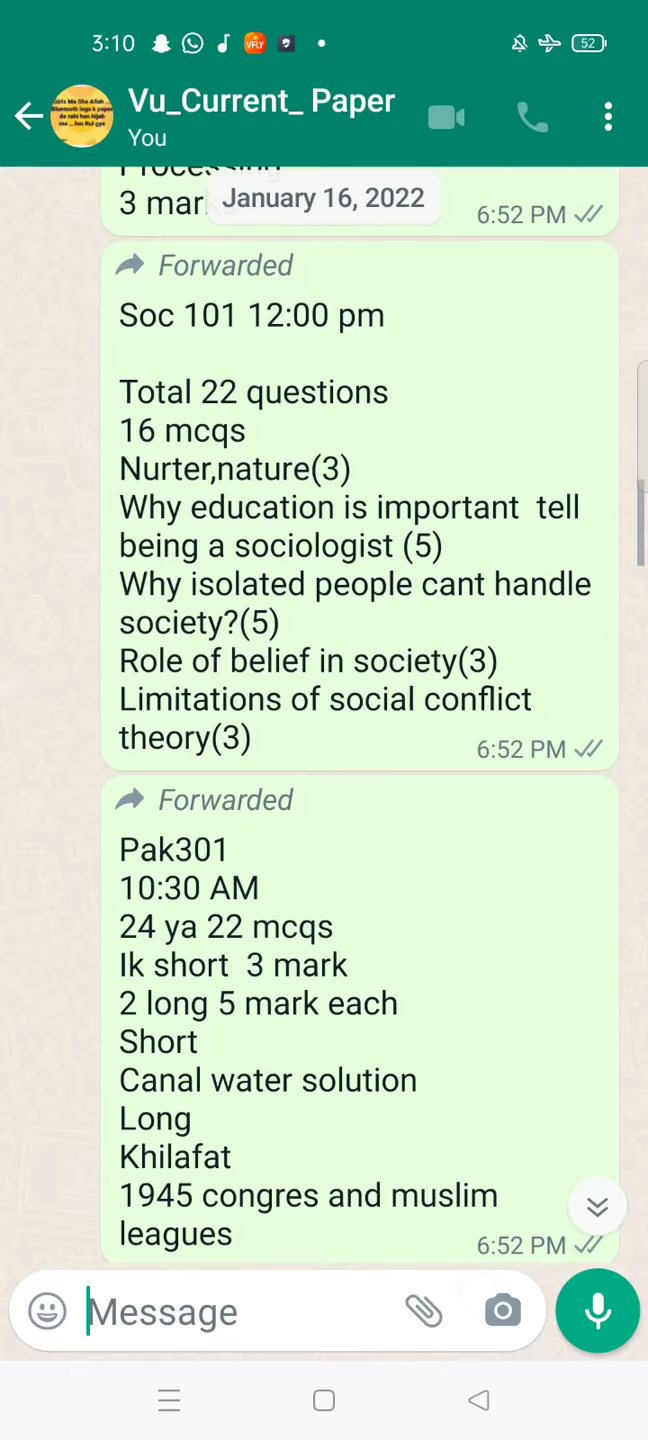 3:10
VFLY
52
Vu_Current_ Paper
You
Processing
3 marks
January 16, 2022
6:52 PM
Forwarded
Soc 101 12:00 pm
Total 22 questions
16 mcqs
Nurter,nature(3)
Why education is important  tell
being a sociologist (5)
Why isolated people cant handle
society?(5)
Role of belief in society(3)
Limitations of social conflict
theory(3)
6:52 PM
Forwarded
Pak301
10:30 AM
24 ya 22 mcqs
Ik short  3 mark
2 long 5 mark each
Short
Canal water solution
Long
Khilafat
1945 congres and muslim
leagues
6:52 PM
Message